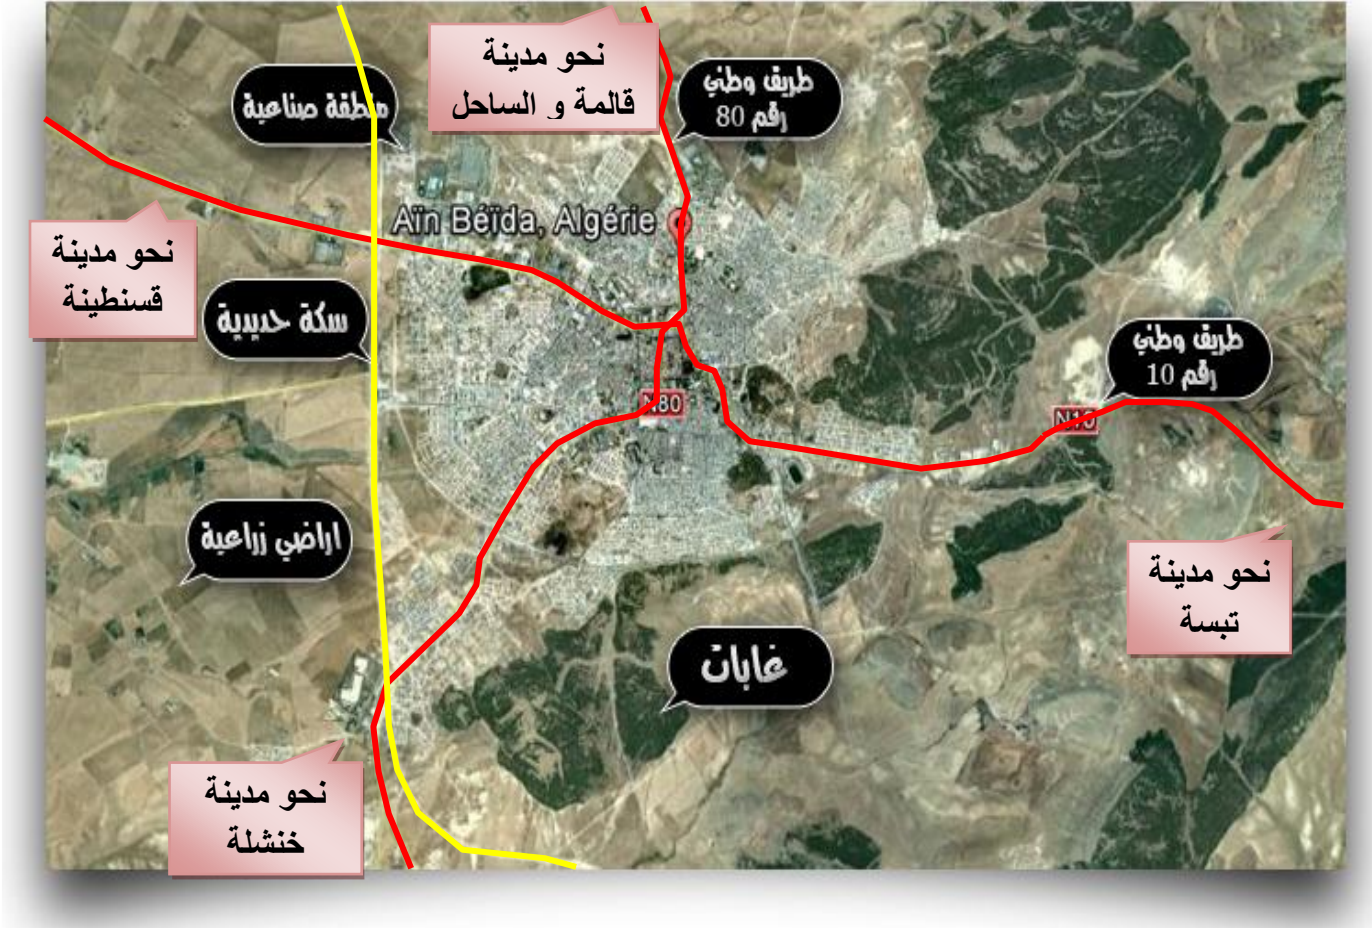 نحو مدينة
قالمة و الساحل
طريق وطني
رقم 80
منطقة صناعية
Aïn Béïda, Algérie
نحو مدينة
قسنطينة
سكة حديدية
طريق وطني
رقم 10
N80
N10
اراضي زراعية
نحو مدينة
تبسة
غابات
نحو مدينة
خنشلة